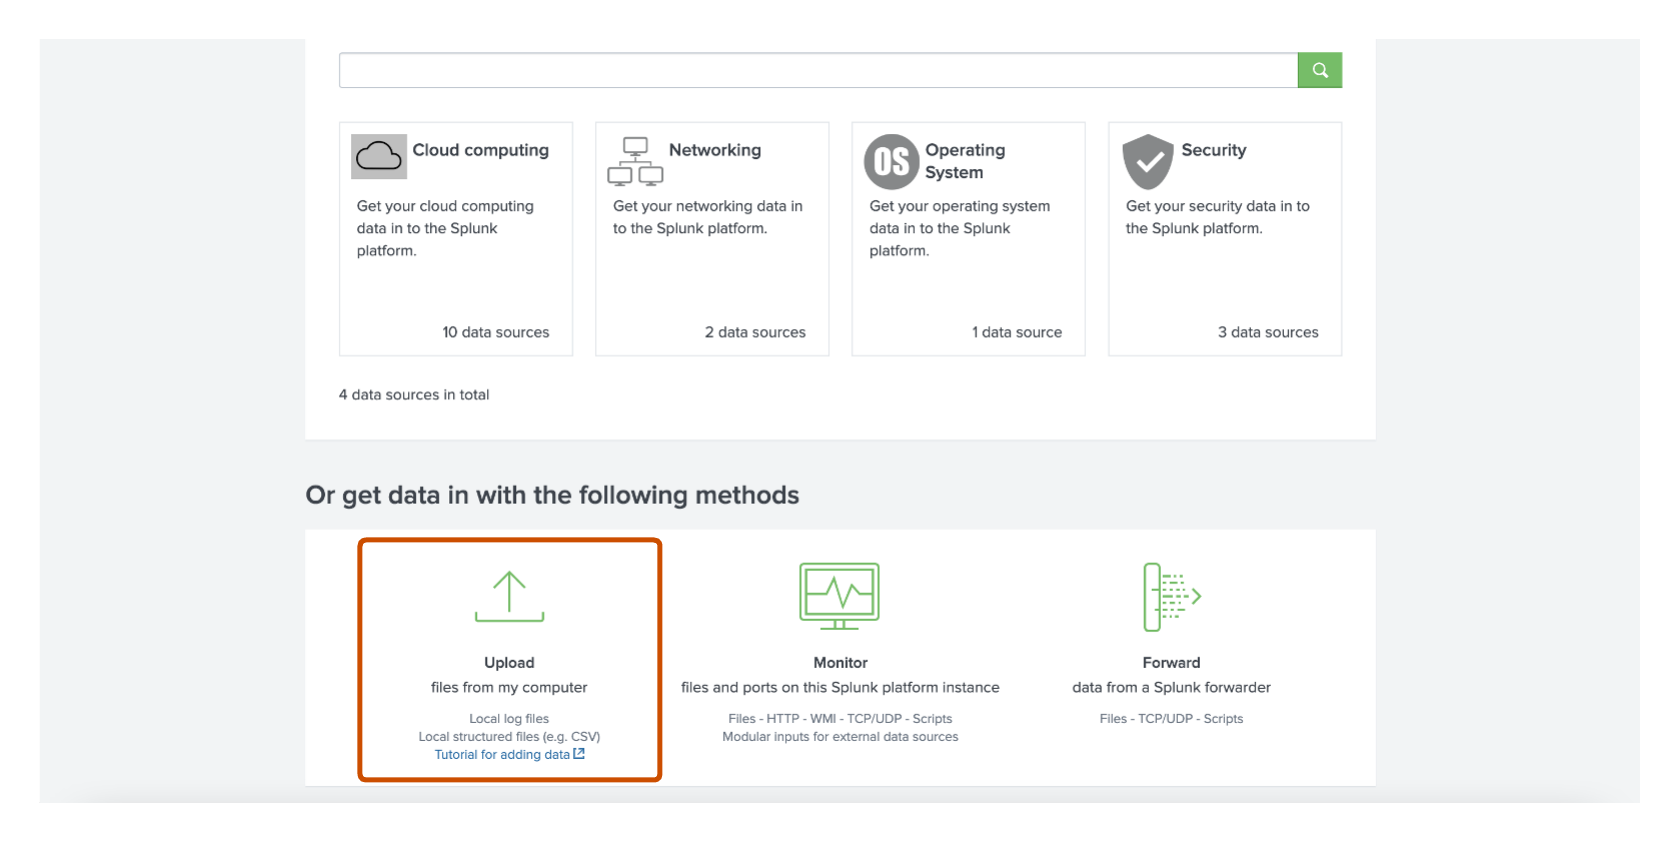 Cloud computing
Get your cloud computing
data in to the Splunk
platform.
10 data sources
Networking
Get your networking data in
to the Splunk platform.
2 data sources
OS
Operating
System
Get your operating system
data in to the Splunk
platform.
1 data source
Security
Get your security data in to
the Splunk platform.
3 data sources
4 data sources in total
Or get data in with the following methods
Upload
files from my computer
Local log files
Local structured files (e.g. CSV)
Tutorial for adding data
Monitor
files and ports on this Splunk platform instance
Files - HTTP - WMI - TCP/UDP - Scripts
Modular inputs for external data sources
Forward
data from a Splunk forwarder
Files - TCP/UDP - Scripts